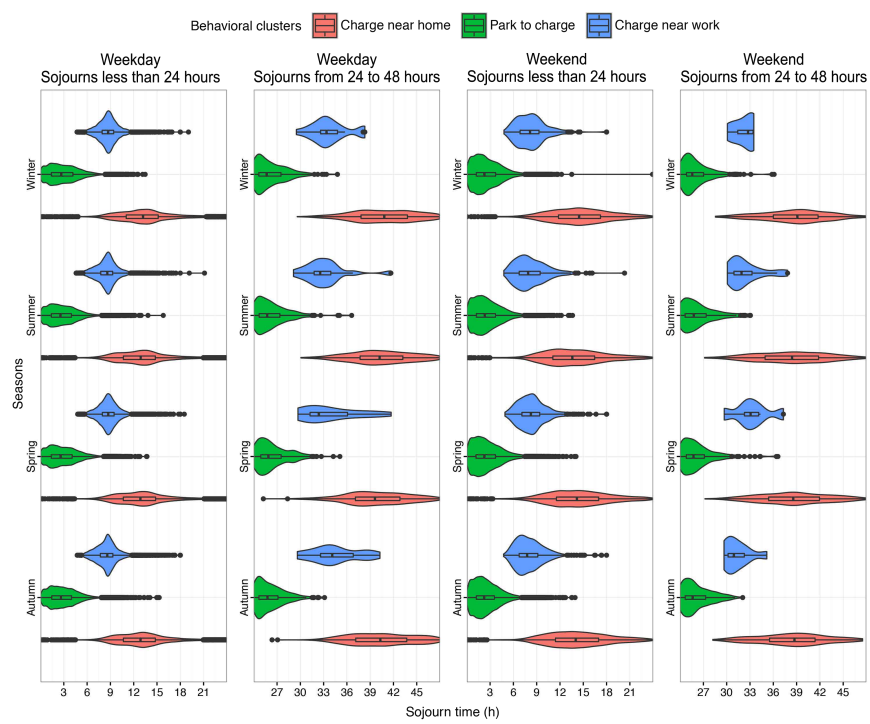 Behavioral clusters Charge near home Park to charge Charge near work
Weekday
Sojourns less than 24 hours
Weekday
Sojourns from 24 to 48 hours
Weekend
Sojourns less than 24 hours
Weekend
Sojourns from 24 to 48 hours
Seasons
Winter Winter Winter Winter
Summer Summer Summer Summer
Spring Spring Spring Spring
Autumn Autumn Autumn Autumn
3 6 9 12 15 18 21 27 30 33 36 39 42 45 3 6 9 12 15 18 21 27 30 33 36 39 42 45
Sojourn time (h)